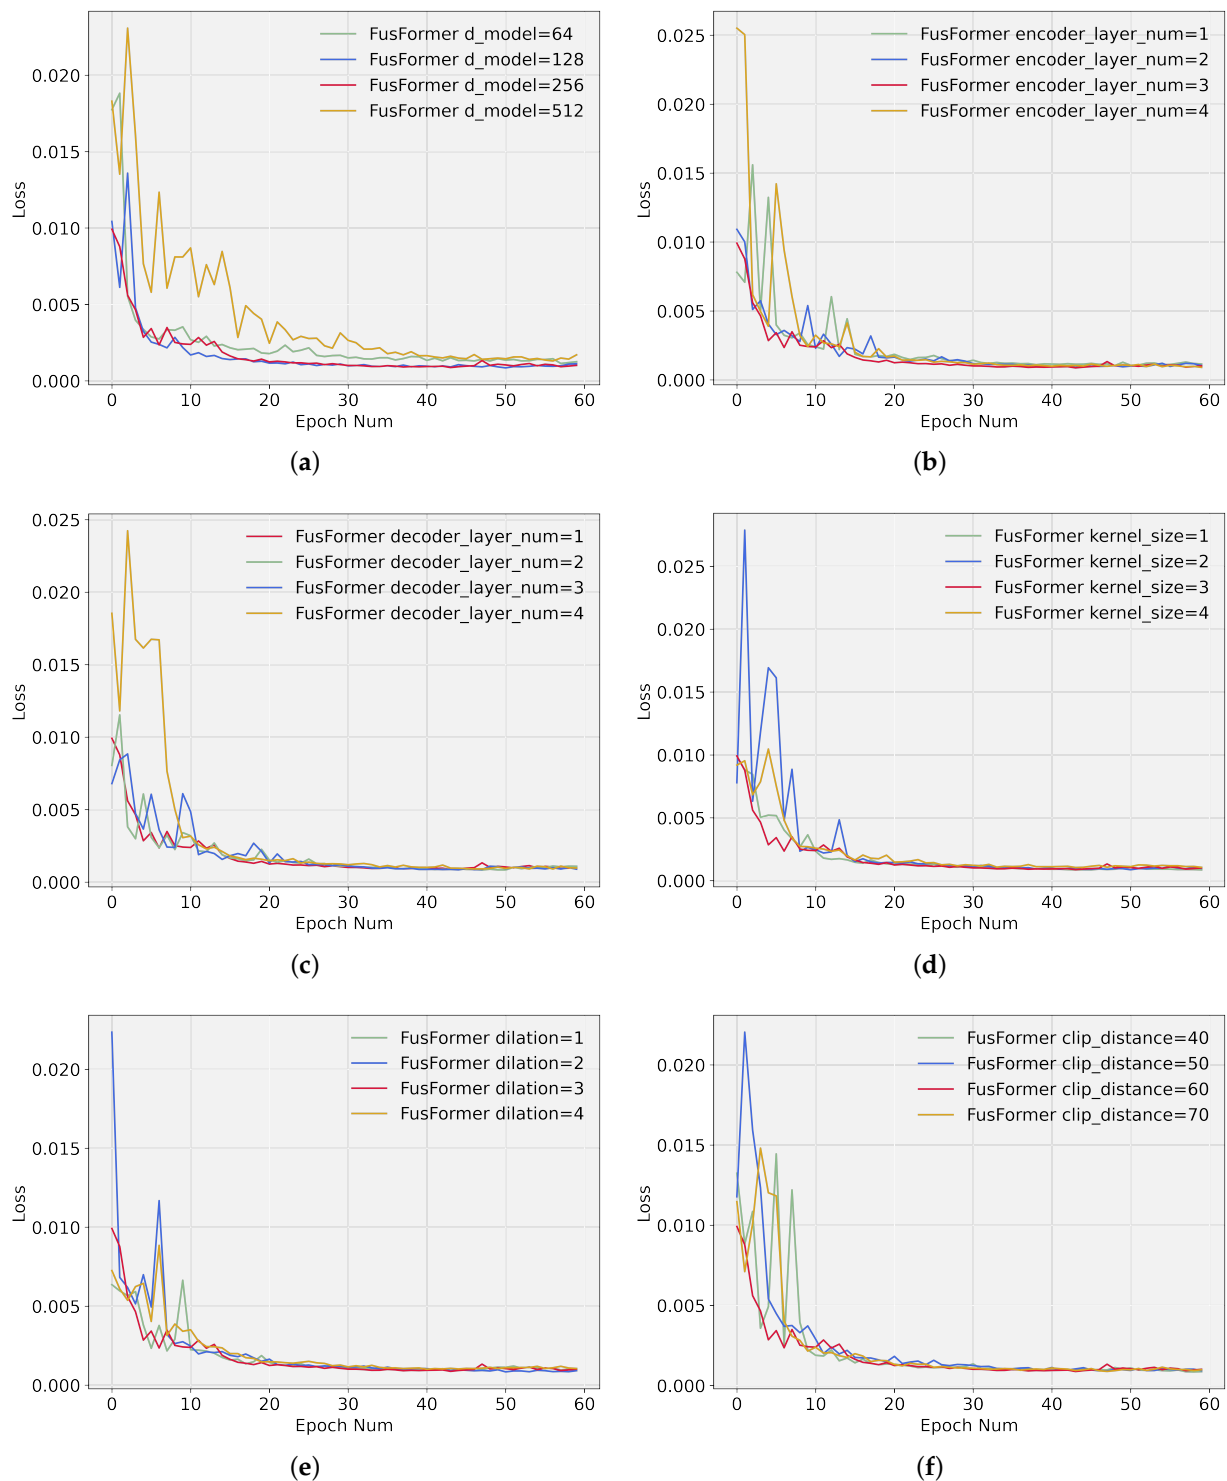 FusFormer d_model=64
FusFormer d_model=128
FusFormer d_model=256
FusFormer d_model=512
0.020
0.015
0.010
0.005
0.000
Loss
0 10 20 30 40 50 60
Epoch Num
(a)
FusFormer encoder_layer_num=1
FusFormer encoder_layer_num=2
FusFormer encoder_layer_num=3
FusFormer encoder_layer_num=4
0.025
0.020
0.015
0.010
0.005
0.000
Loss
0 10 20 30 40 50 60
Epoch Num
(b)
FusFormer decoder_layer_num=1
FusFormer decoder_layer_num=2
FusFormer decoder_layer_num=3
FusFormer decoder_layer_num=4
0.025
0.020
0.015
0.010
0.005
0.000
Loss
0 10 20 30 40 50 60
Epoch Num
(c)
FusFormer kernel_size=1
FusFormer kernel_size=2
FusFormer kernel_size=3
FusFormer kernel_size=4
0.025
0.020
0.015
0.010
0.005
0.000
Loss
0 10 20 30 40 50 60
Epoch Num
(d)
FusFormer dilation=1
FusFormer dilation=2
FusFormer dilation=3
FusFormer dilation=4
0.020
0.015
0.010
0.005
0.000
Loss
0 10 20 30 40 50 60
Epoch Num
(e)
FusFormer clip_distance=40
FusFormer clip_distance=50
FusFormer clip_distance=60
FusFormer clip_distance=70
0.020
0.015
0.010
0.005
0.000
Loss
0 10 20 30 40 50 60
Epoch Num
(f)